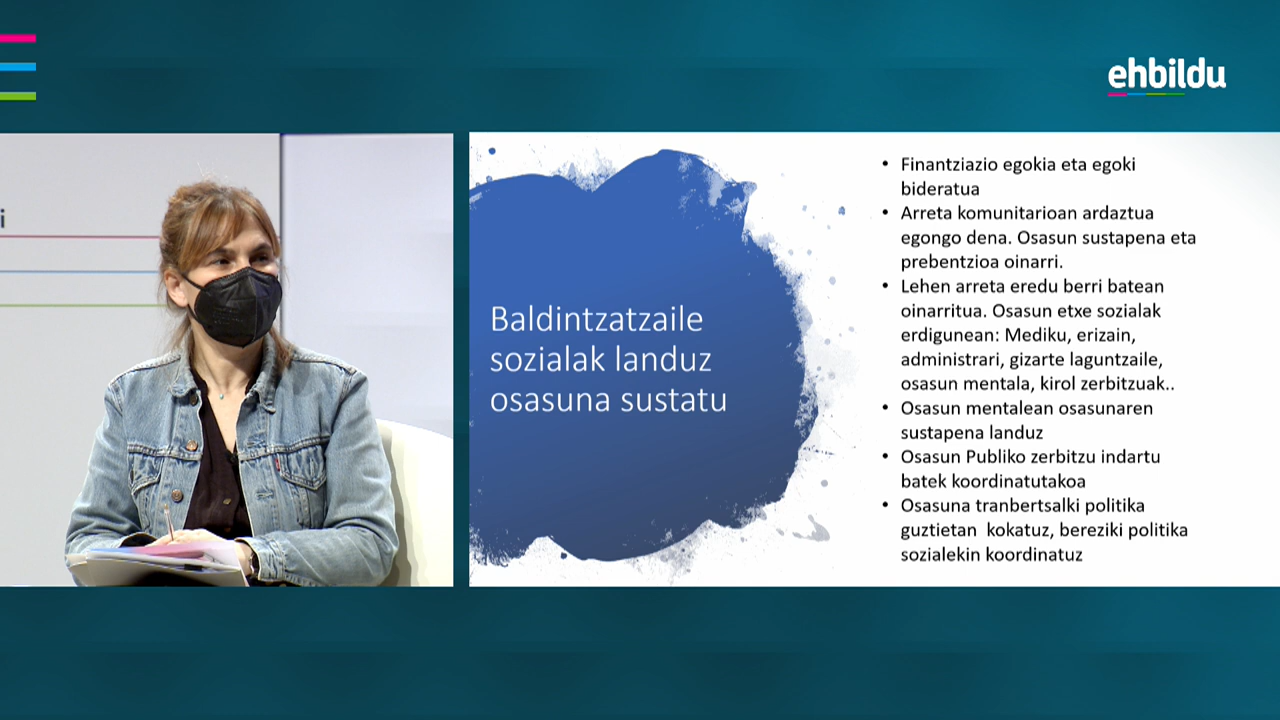 ehbildu
i
Baldintzatzaile
sozialak landuz
osasuna sustatu
• Finantziazio egokia eta egoki
bideratua
• Arreta komunitarioan ardaztua
egongo dena. Osasun sustapena eta
prebentzioa oinarri.
• Lehen arreta eredu berri batean
oinarritua. Osasun etxe sozialak
erdigunean: Mediku, erizain,
administrari, gizarte laguntzaile,
osasun mentala, kirol zerbitzuak..
• Osasun mentalean osasunaren
sustapena landuz
• Osasun Publiko zerbitzu indartu
batek koordinatutakoa
• Osasuna tranbertsalki politika
guztietan  kokatuz, bereziki politika
sozialekin koordinatuz